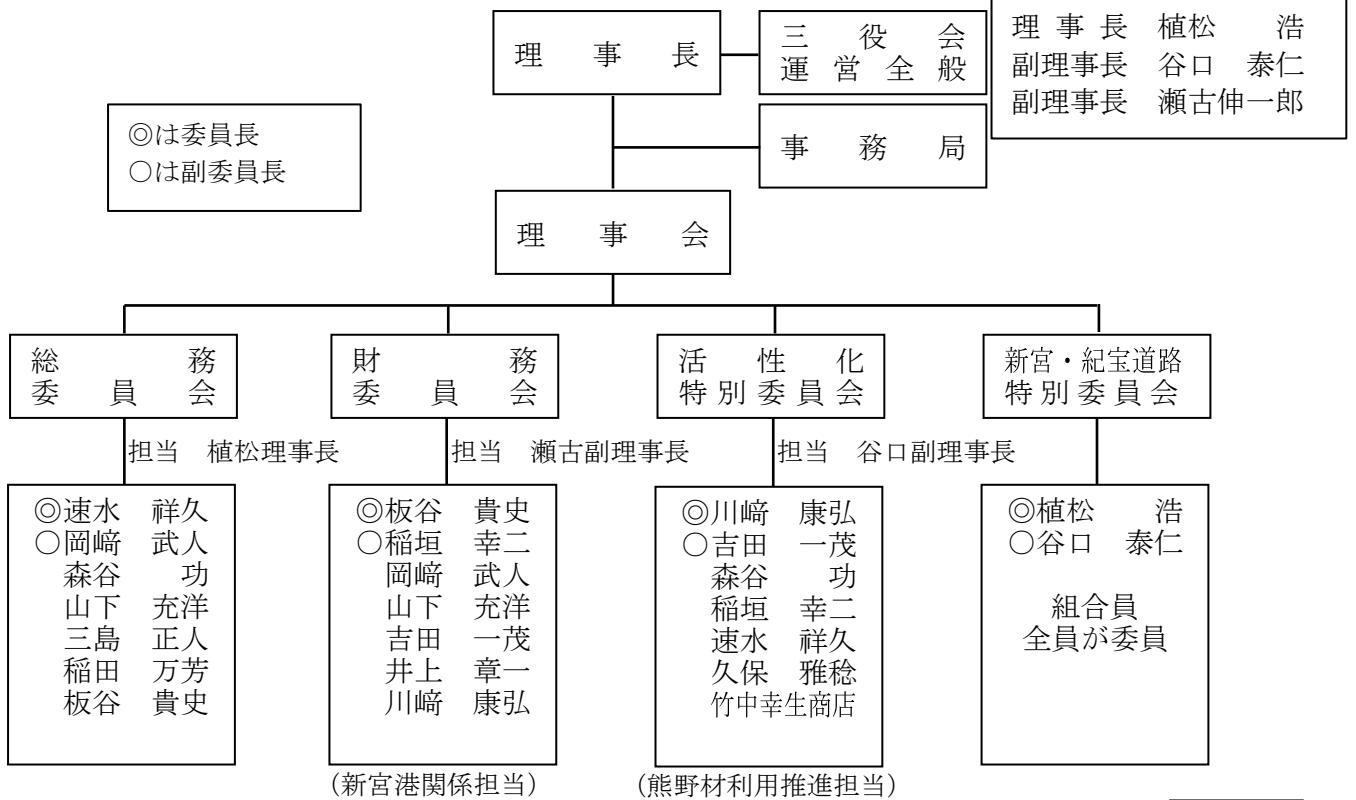 理事長
三役会
運営全般
理事長 植松 浩
副理事長 谷口 泰仁
副理事長 瀬古伸一郎
◎は委員長
○は副委員長
事務局
理事会
総務
委員会
担当 植松理事長
◎速水 祥久
○岡﨑 武人
森谷 功
山下 充洋
三島 正人
稲田 万芳
板谷 貴史
財務
委員会
担当 瀬古副理事長
◎板谷 貴史
○稲垣 幸二
岡﨑 武人
山下 充洋
吉田 一茂
井上 章一
川﨑 康弘
(新宮港関係担当)
活性化
特別委員会
担当 谷口副理事長
◎川﨑 康弘
○吉田 一茂
森谷 功
稲垣 幸二
速水 祥久
久保 雅稔
竹中幸生商店
(熊野材利用推進担当)
新宮・紀宝道路
特別委員会
◎植松 浩
○谷口 泰仁
組合員
全員が委員